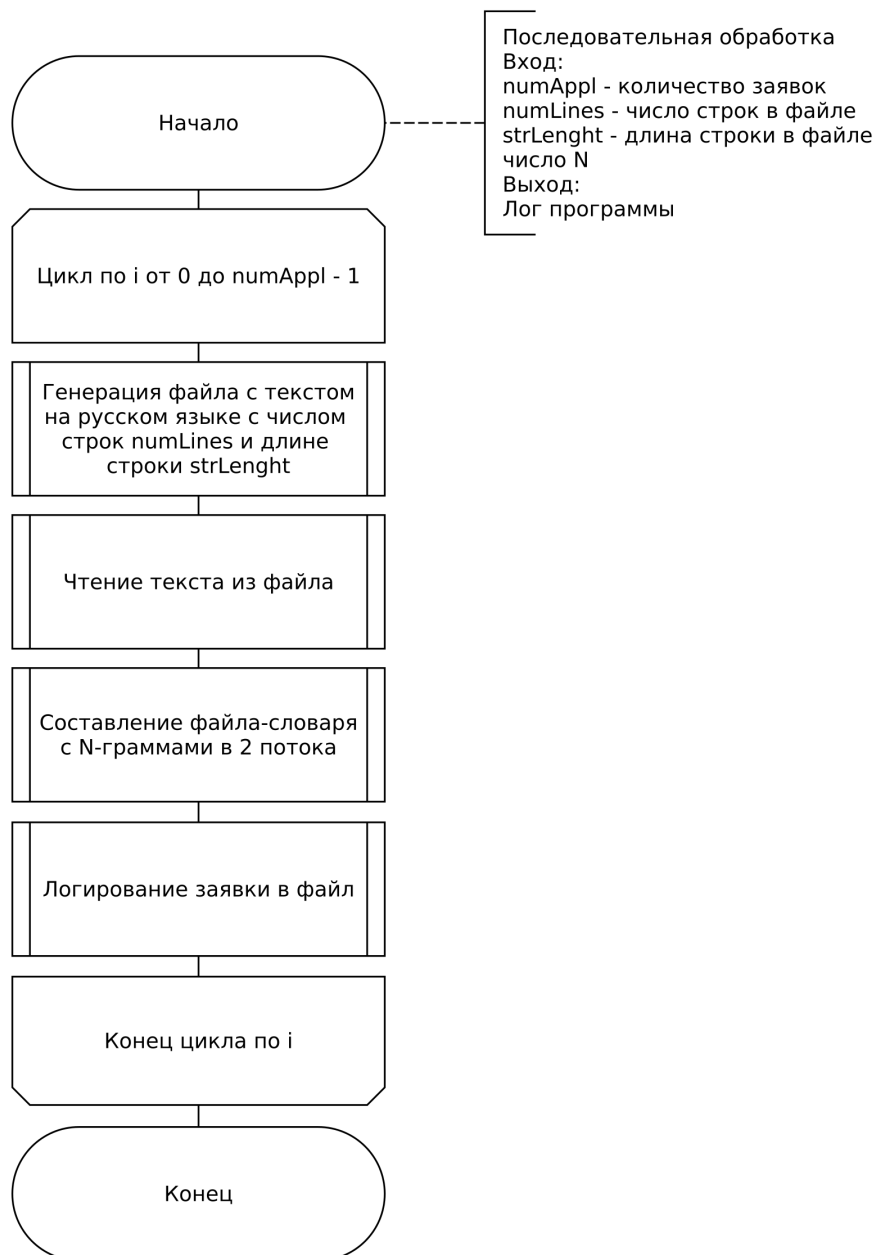 Начало
Последовательная обработка
Вход:
numAppl - количество заявок
numLines - число строк в файле
strLenght - длина строки в файле
число N
Выход:
Лог программы
Цикл по i от 0 до numAppl - 1
Генерация файла с текстом
на русском языке с числом
строк numLines и длине
строки strLenght
Чтение текста из файла
Составление файла-словаря
с N-граммами в 2 потока
Логирование заявки в файл
Конец цикла по i
Конец